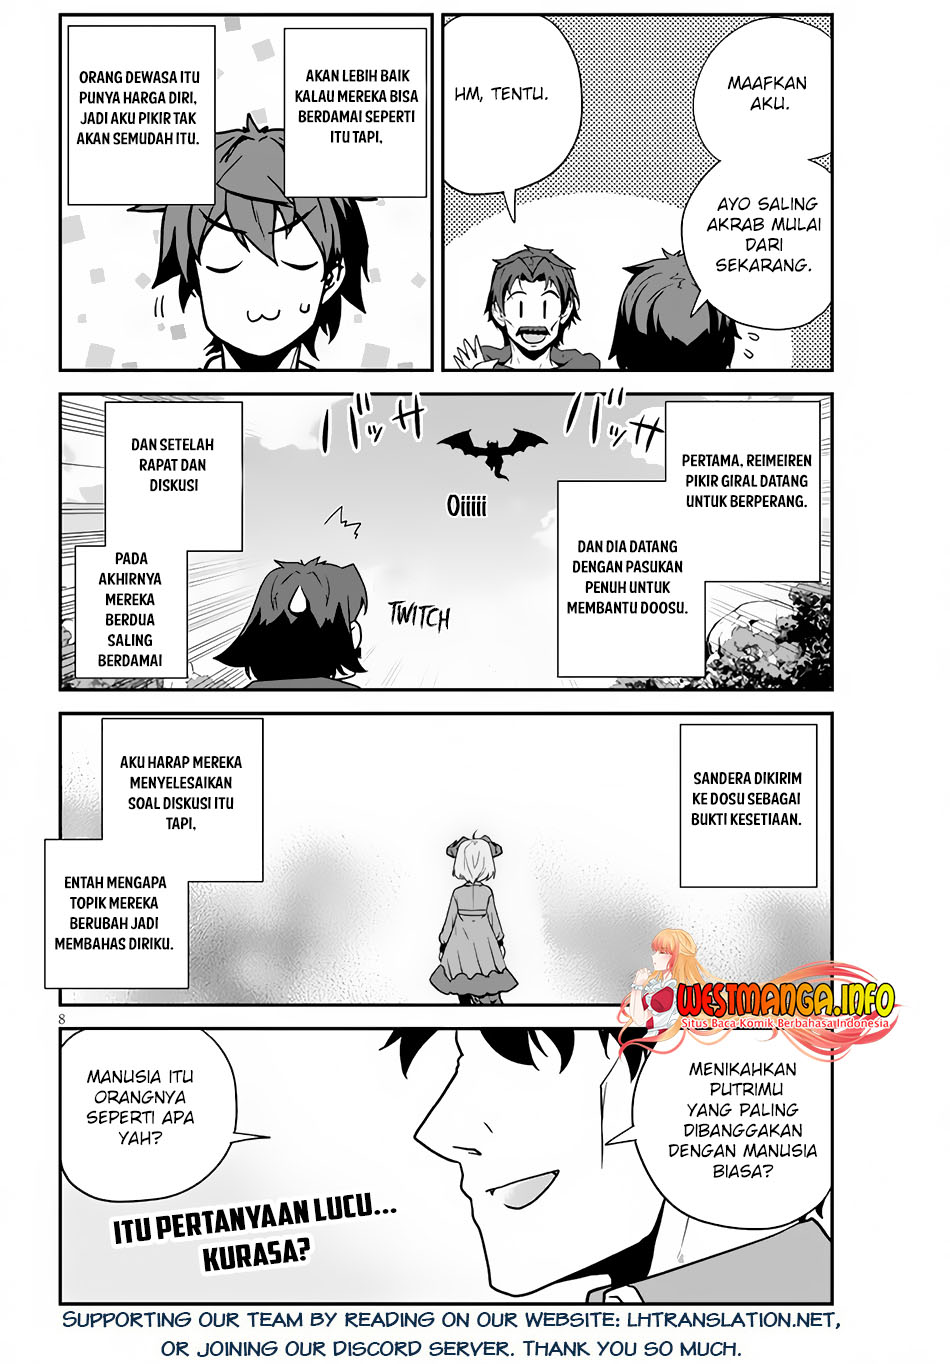 MAAFKAN
AKU.
AYO SALING
AKRAB MULAI
DARI
SEKARANG.
HM, TENTU.
AKAN LEBIH BAIK
KALAU MEREKA BISA
BERDAMAI SEPERTI
ITU TAPI,
ORANG DEWASA ITU
PUNYA HARGA DIRI,
JADI AKU PIKIR TAK
AKAN SEMUDAH ITU.
PERTAMA, REIMEIREN
PIKIR GIRAL DATANG
UNTUK BERPERANG.
DAN DIA DATANG
DENGAN PASUKAN
PENUH UNTUK
MEMBANTU DOOSU.
バッサ
バッサ
Oiiiii
TWITCH
DAN SETELAH
RAPAT DAN
DISKUSI
PADA
AKHIRNYA
MEREKA
BERDUA
SALING
BERDAMAI
SANDERA DIKIRIM
KE DOSU SEBAGAI
BUKTI KESETIAAN.
AKU HARAP MEREKA
MENYELESAIKAN
SOAL DISKUSI ITU
TAPI,
ENTAH MENGAPA
TOPIK MEREKA
BERUBAH JADI
MEMBAHAS DIRIKU.
WESTMANGA.INFO
SITUS BACA KOMIK BERBAHASA INDONESIA
8
MENIKAHKAN
PUTRIMU
YANG PALING
DIBANGGAKAN
DENGAN MANUSIA
BIASA?
MANUSIA ITU
ORANGNYA
SEPERTI APA
YAH?
ITU PERTANYAAN LUCU...
KURASA?
SUPPORTING OUR TEAM BY READING ON OUR WEBSITE: LHTRANSLATION.NET,
OR JOINING OUR DISCORD SERVER. THANK YOU SO MUCH.